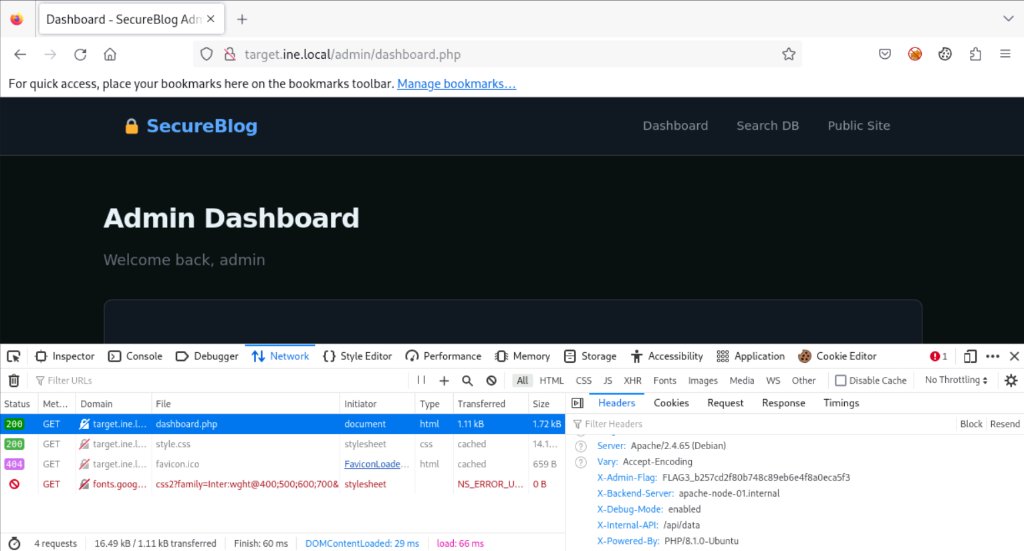 Dashboard - SecureBlog Adm
target.ine.local/admin/dashboard.php
For quick access, place your bookmarks here on the bookmarks toolbar. Manage bookmarks...
SecureBlog Dashboard Search DB Public Site
Admin Dashboard
Welcome back, admin
Inspector Console Debugger Network Style Editor Performance Memory Storage Accessibility Application Cookie Editor 1
Filter URLs All HTML CSS JS XHR Fonts Images Media WS Other Disable Cache No Throttling
Status Met... Domain File Initiator Type Transferred Size
200 GET target.ine.l... dashboard.php document html 1.11 kB 1.72 kB
200 GET target.ine.l... style.css stylesheet css cached 14.1...
404 GET target.ine.l... favicon.ico FaviconLoade... html cached 659 B
GET fonts.goog... css2?family=Inter:wght@400;500;600;700& stylesheet NS_ERROR_U... 0 B
4 requests 16.49 kB / 1.11 kB transferred Finish: 60 ms DOMContentLoaded: 29 ms load: 66 ms
Headers Cookies Request Response Timings
Filter Headers Block Resend
Server: Apache/2.4.65 (Debian)
Vary: Accept-Encoding
X-Admin-Flag: FLAG3_b257cd2f80b748c89eb6e4f8a0eca5f3
X-Backend-Server: apache-node-01.internal
X-Debug-Mode: enabled
X-Internal-API: /api/data
X-Powered-By: PHP/8.1.0-Ubuntu